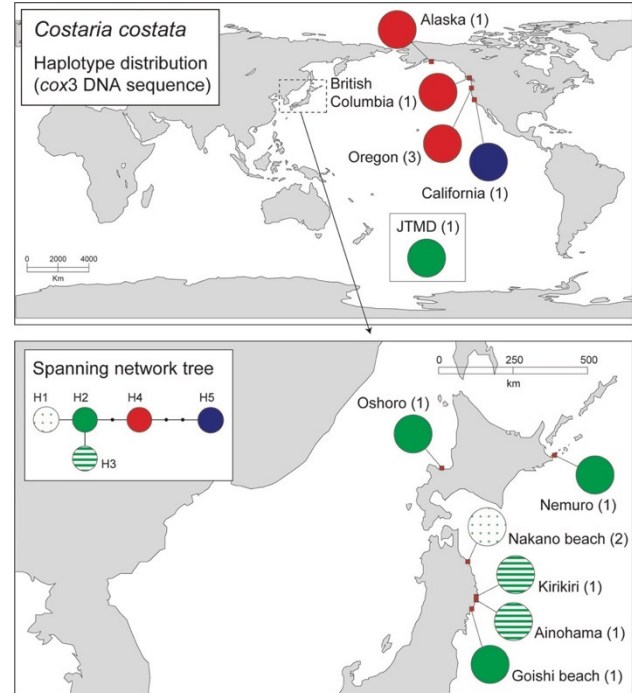 Costaria costata
Haplotype distribution
(cox3 DNA sequence)
Alaska (1)
British
Columbia (1)
Oregon (3)
California (1)
JTMD (1)
0 2000 4000
Km
Spanning network tree
H1 H2 H4 H5
H3
0 250 500
km
Oshoro (1)
Nemuro (1)
Nakano beach (2)
Kirikiri (1)
Ainohama (1)
Goishi beach (1)